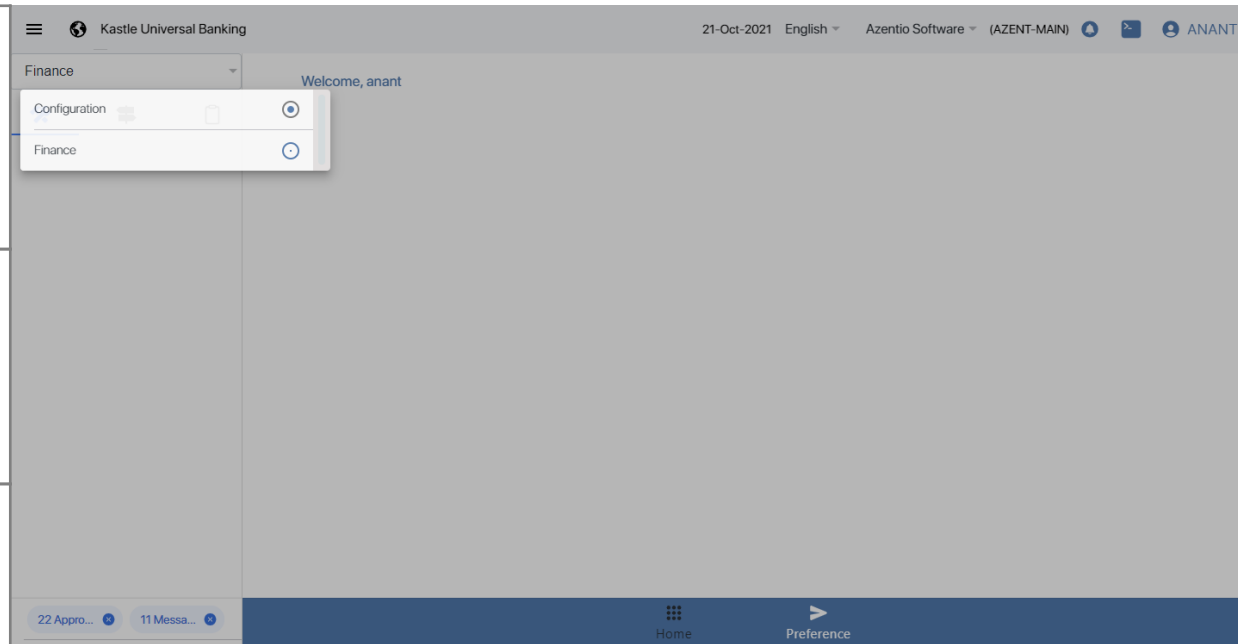 Kastle Universal Banking 21-Oct-2021 English Azentio Software (AZENT-MAIN) ANANT
Finance
Welcome, anant
Configuration
Finance
22 Appro... 11 Messa...
Home Preference